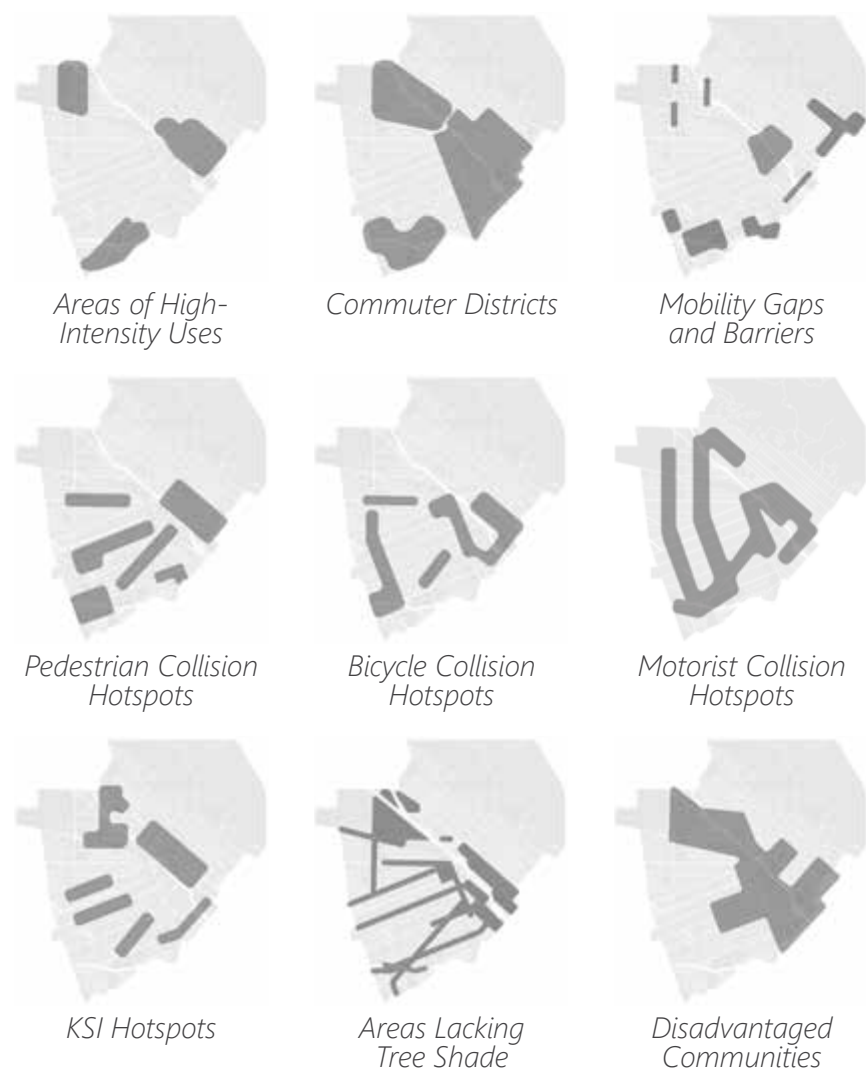 Areas of High-
Intensity Uses
Commuter Districts
Mobility Gaps
and Barriers
Pedestrian Collision
Hotspots
Bicycle Collision
Hotspots
Motorist Collision
Hotspots
KSI Hotspots
Areas Lacking
Tree Shade
Disadvantaged
Communities